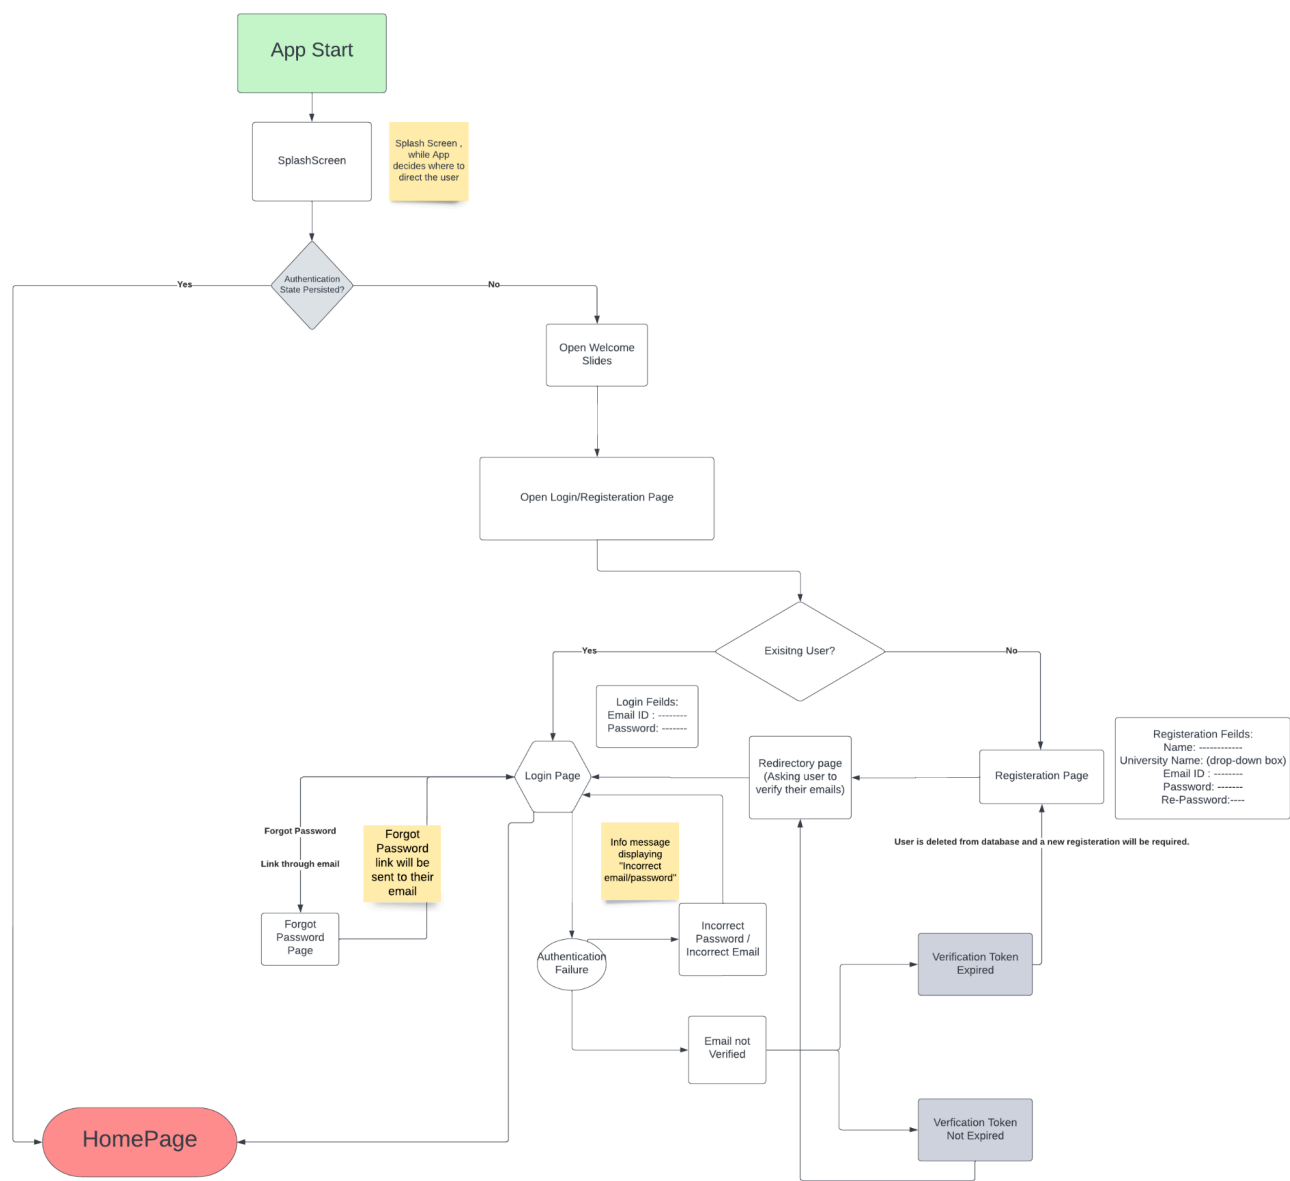 App Start
SplashScreen
Splash Screen ,
while App
decides where to
direct the user
Authentication
State Persisted?
Yes
No
Open Welcome
Slides
Open Login/Registeration Page
Exisitng User?
Yes
No
Login Feilds:
Email ID : --------
Password: -------
Registeration Feilds:
Name: ------------
University Name: (drop-down box)
Email ID : --------
Password: -------
Re-Password:----
Login Page
Redirectory page
(Asking user to
verify their emails)
Registeration Page
Forgot Password
Link through email
Forgot
Password
link will be
sent to their
email
Info message
displaying
"Incorrect
email/password"
User is deleted from database and a new registeration will be required.
Forgot
Password
Page
Authentication
Failure
Incorrect
Password /
Incorrect Email
Verification Token
Expired
Email not
Verified
Verfication Token
Not Expired
HomePage